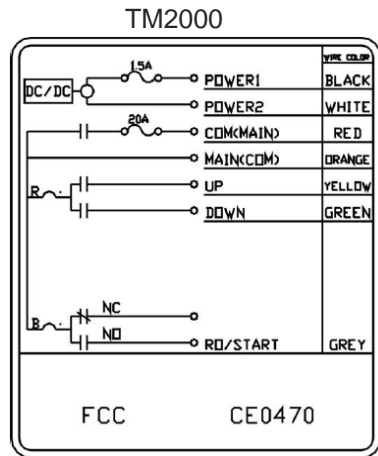 TM2000
WIRE COLOR
1.5A
DC/DC POWER1 BLACK
POWER2 WHITE
20A
COM(MAIN) RED
MAIN(COM) ORANGE
R UP YELLOW
DOWN GREEN
NC
B NO RO/START GREY
FCC CE0470